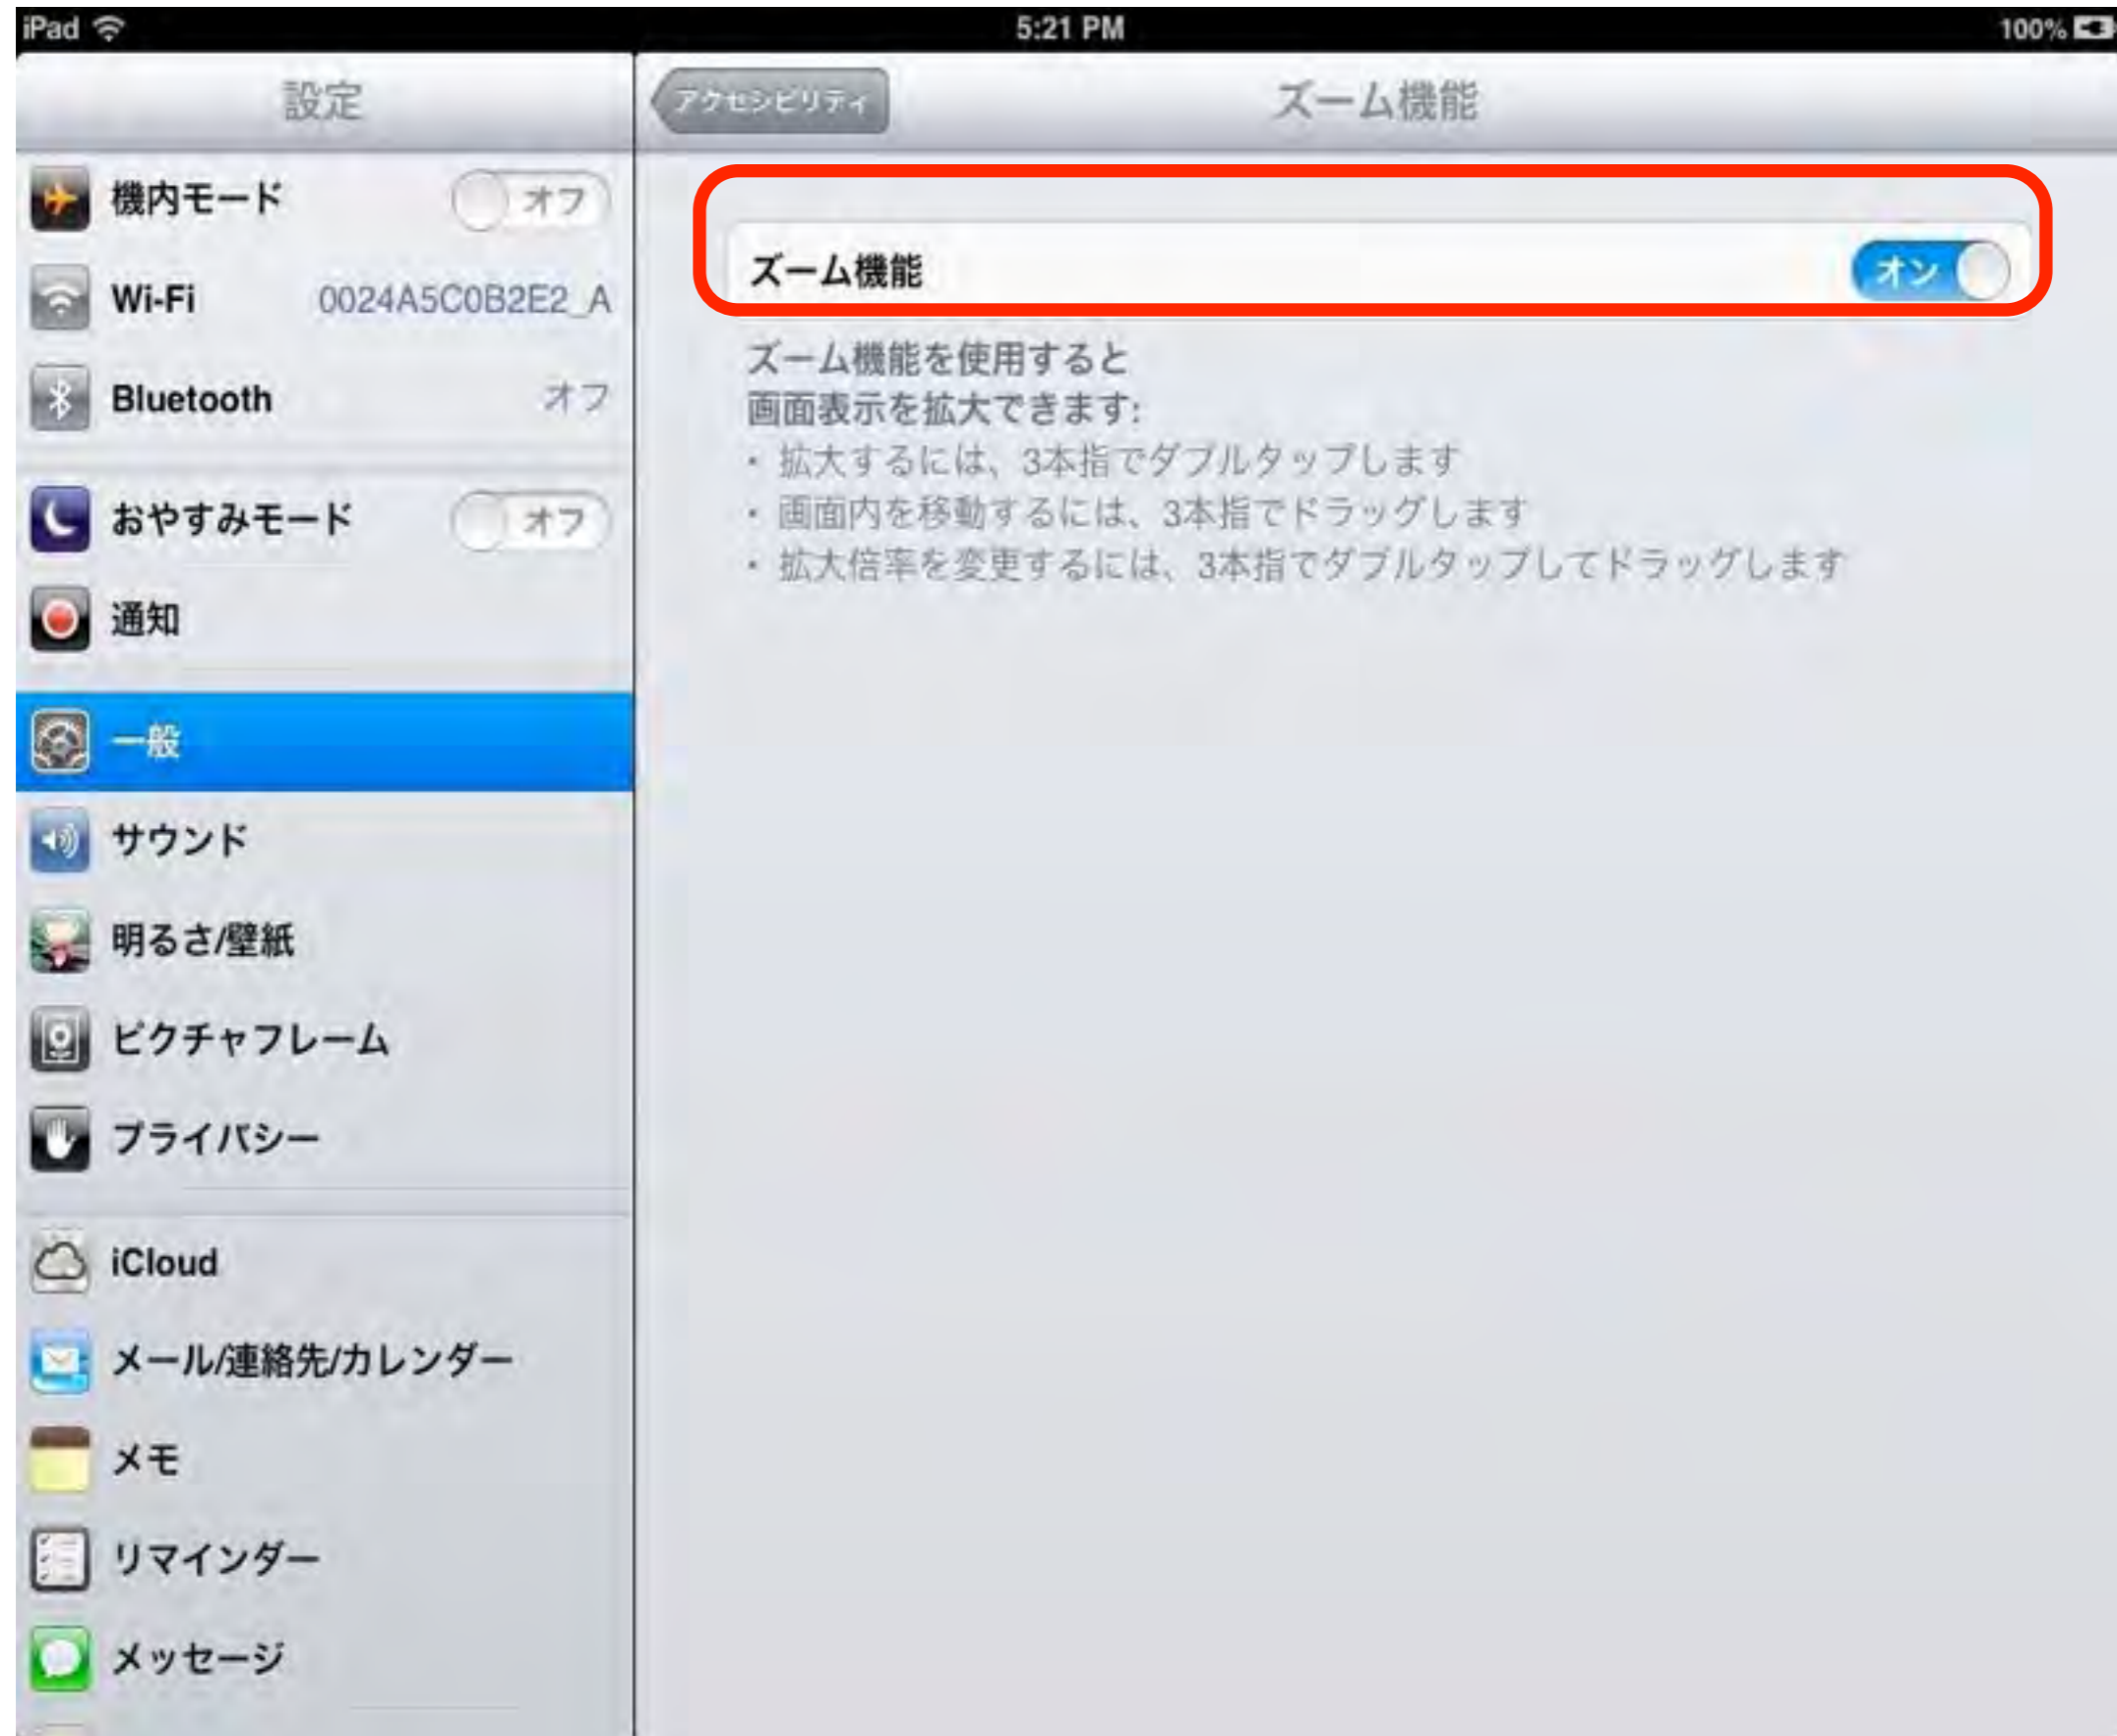 iPad
5:21 PM
100%
設定
機内モード オフ
Wi-Fi 0024A5C0B2E2_A
Bluetooth オフ
おやすみモード オフ
通知
一般
サウンド
明るさ/壁紙
ピクチャフレーム
プライバシー
iCloud
メール/連絡先/カレンダー
メモ
リマインダー
メッセージ
アクセシビリティ
ズーム機能
ズーム機能 オン
ズーム機能を使用すると
画面表示を拡大できます:
・拡大するには、3本指でダブルタップします
・画面内を移動するには、3本指でドラッグします
・拡大倍率を変更するには、3本指でダブルタップしてドラッグします